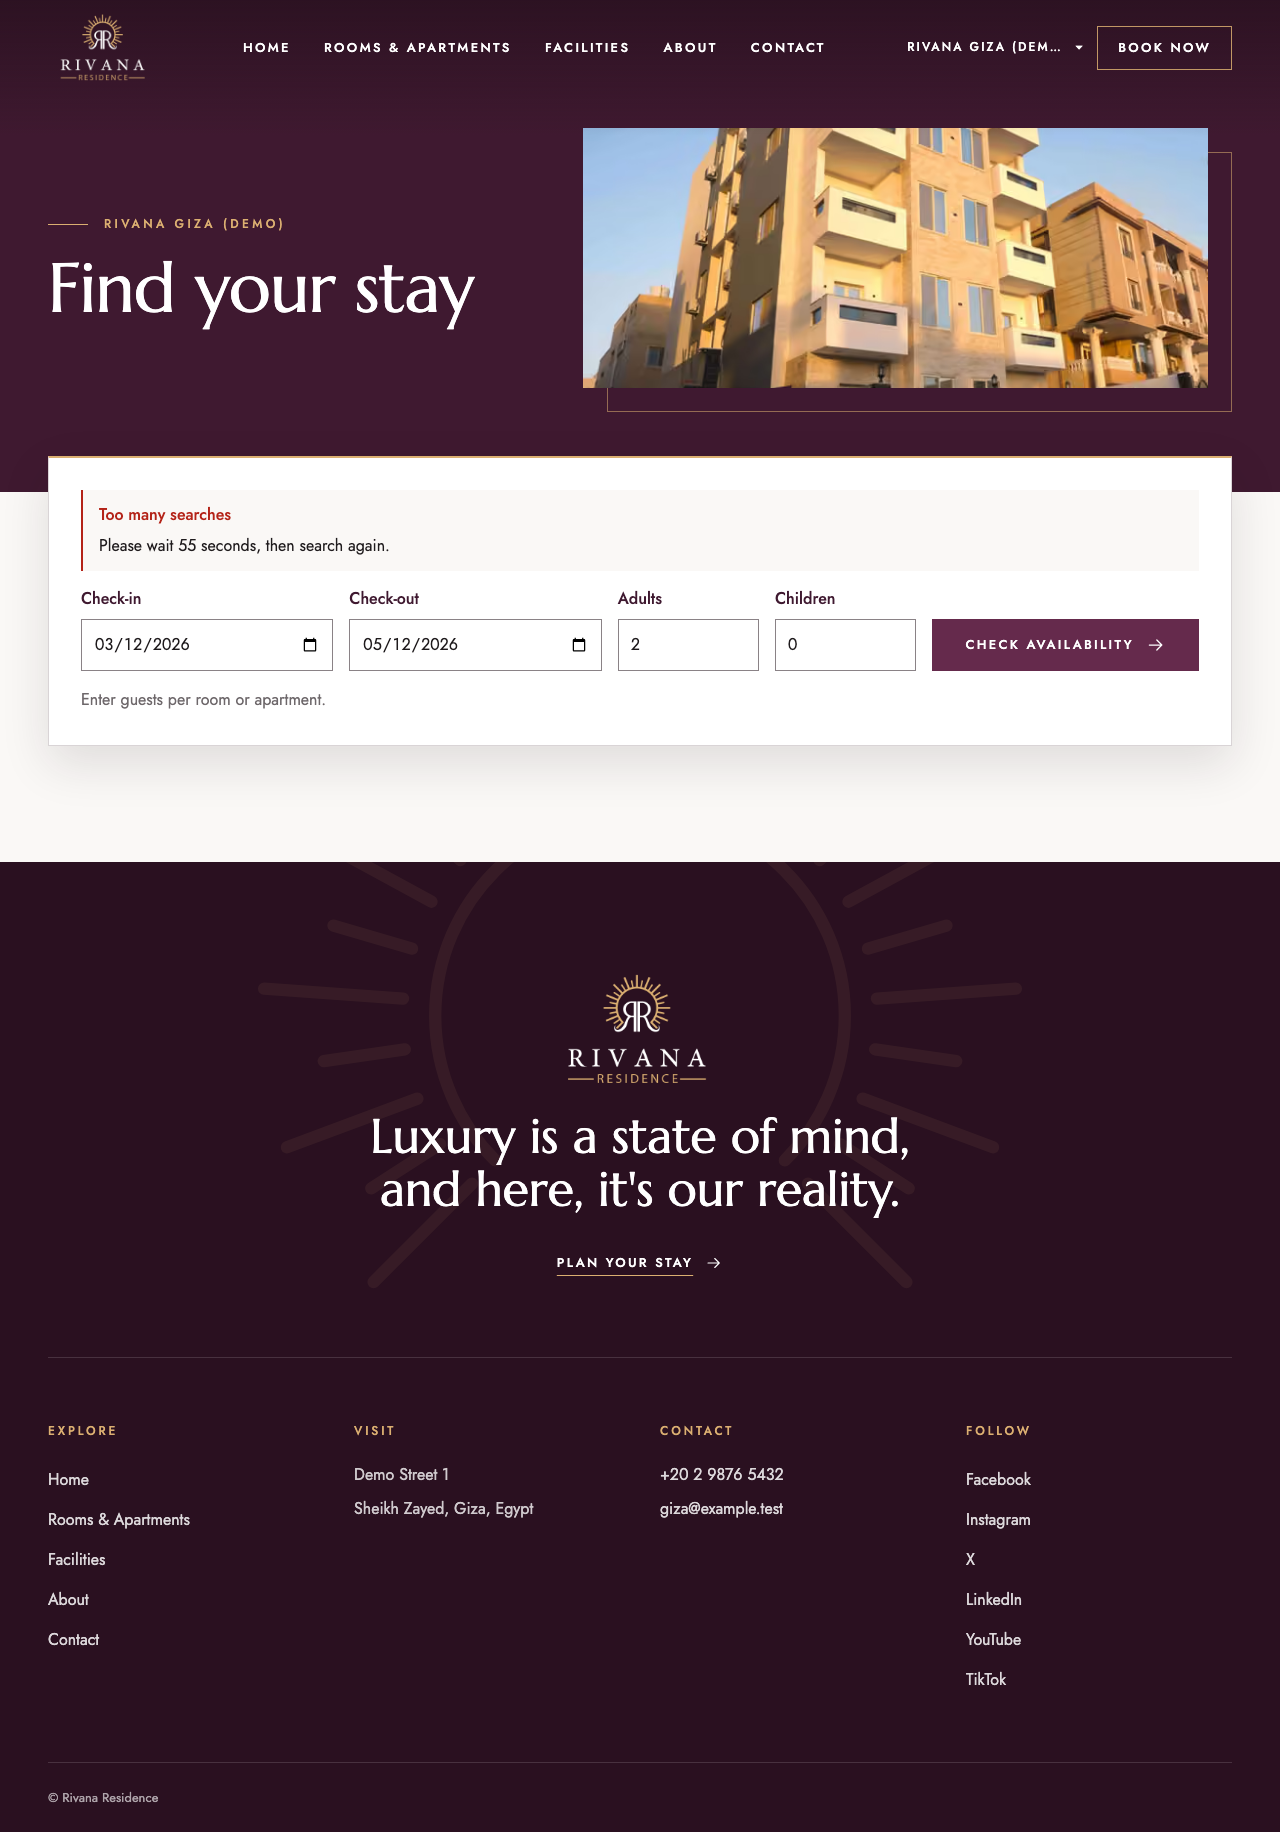 RIVANA
RESIDENCE
HOME
ROOMS & APARTMENTS
FACILITIES
ABOUT
CONTACT
RIVANA GIZA (DEM...
BOOK NOW
RIVANA GIZA (DEMO)
Find your stay
Too many searches
Please wait 55 seconds, then search again.
Check-in
Check-out
Adults
Children
03/12/2026
05/12/2026
2
0
CHECK AVAILABILITY
Enter guests per room or apartment.
RIVANA
RESIDENCE
Luxury is a state of mind,
and here, it's our reality.
PLAN YOUR STAY
EXPLORE
Home
Rooms & Apartments
Facilities
About
Contact
VISIT
Demo Street 1
Sheikh Zayed, Giza, Egypt
CONTACT
+20 2 9876 5432
giza@example.test
FOLLOW
Facebook
Instagram
X
LinkedIn
YouTube
TikTok
© Rivana Residence